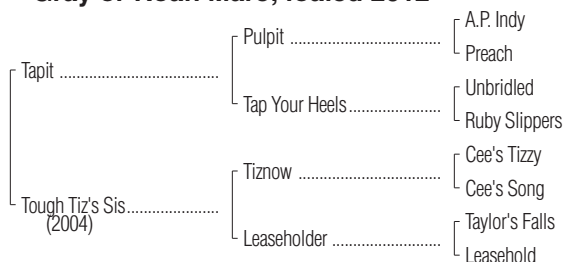 Gray or Roan Mare; foaled 2012
A.P. Indy
Pulpit
Preach
Tapit
Unbridled
Tap Your Heels
Ruby Slippers
Cee's Tizzy
Tiznow
Cee's Song
Tough Tiz's Sis
(2004)
Taylor's Falls
Leaseholder
Leasehold